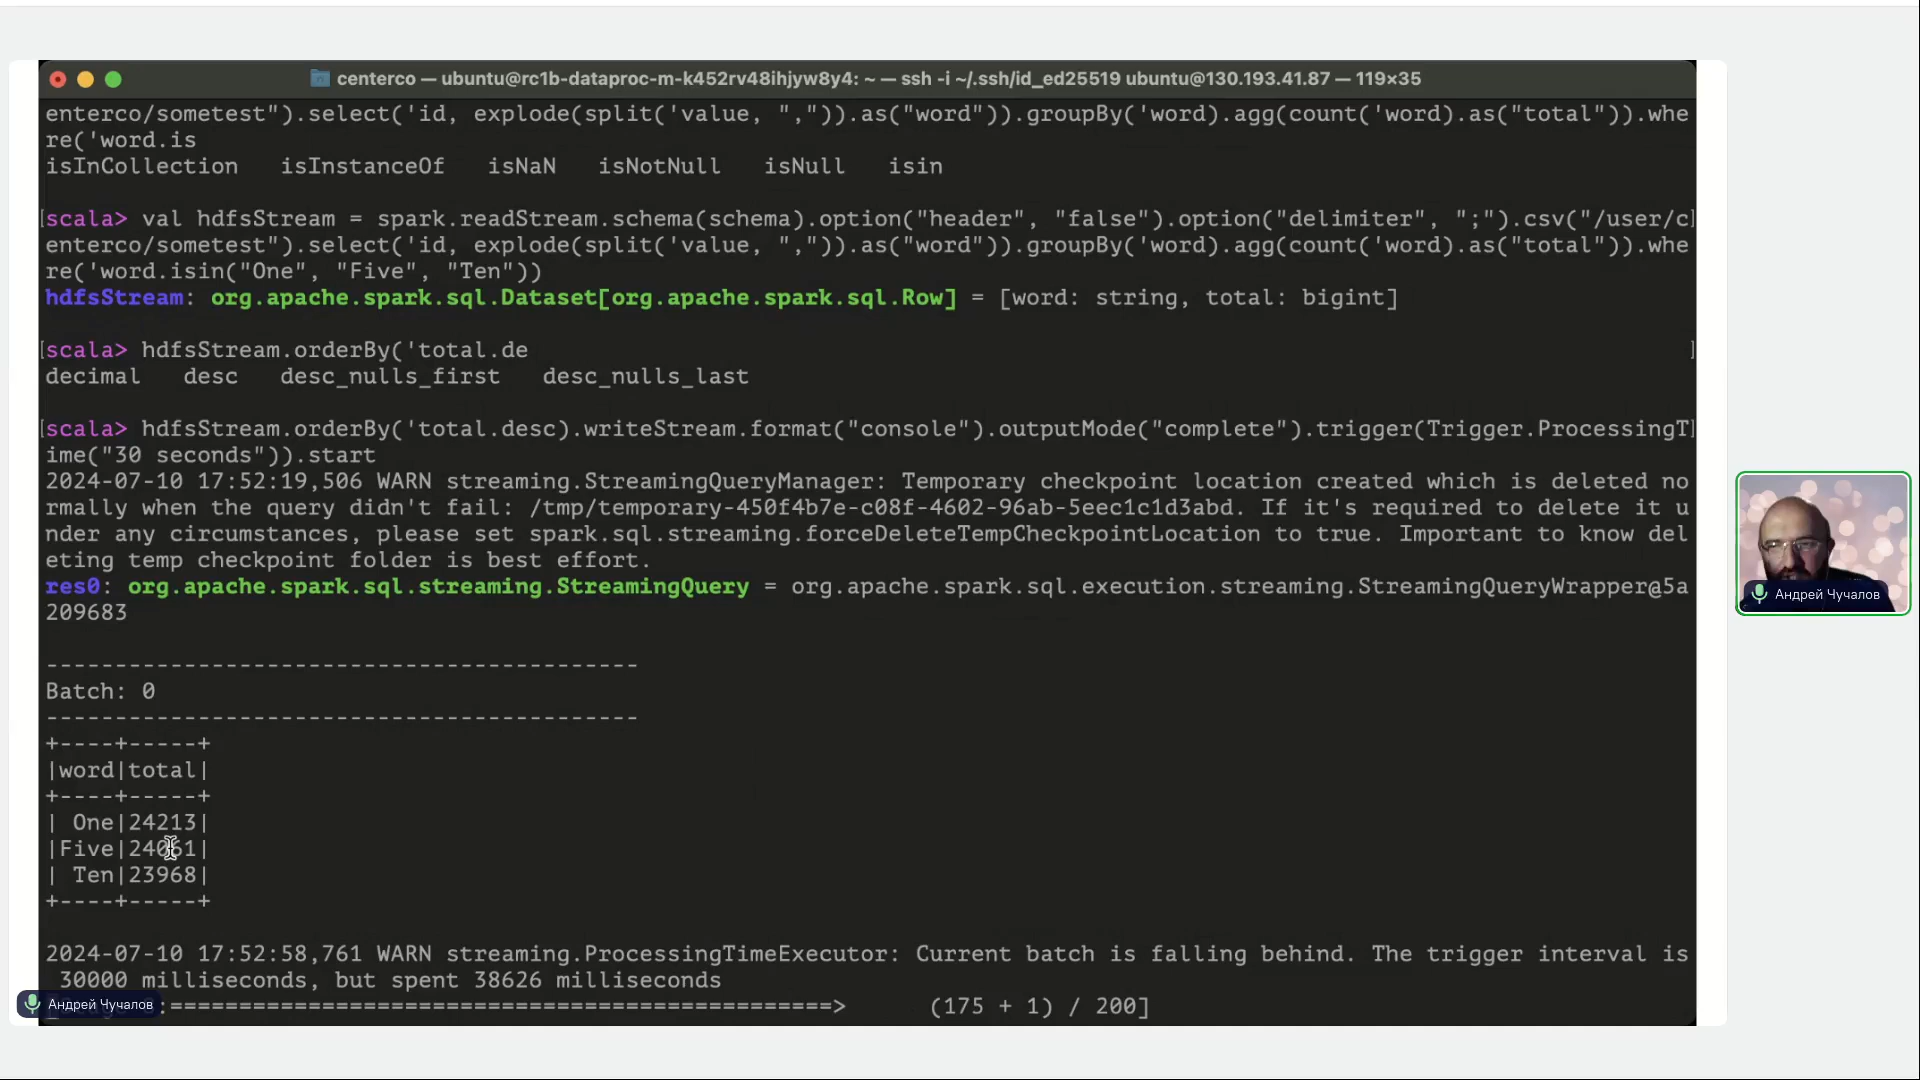 centerco — ubuntu@rc1b-dataproc-m-k452rv48ihjyw8y4: ~ — ssh -i ~/.ssh/id_ed25519 ubuntu@130.193.41.87 — 119×35
enterco/sometest").select('id, explode(split('value, ",")).as("word")).groupBy('word).agg(count('word).as("total")).whe
re('word.is
isInCollection isInstanceOf isNaN isNotNull isNull isin
[scala> val hdfsStream = spark.readStream.schema(schema).option("header", "false").option("delimiter", ";").csv("/user/c]
enterco/sometest").select('id, explode(split('value, ",")).as("word")).groupBy('word).agg(count('word).as("total")).whe
re('word.isin("One", "Five", "Ten"))
hdfsStream: org.apache.spark.sql.Dataset[org.apache.spark.sql.Row] = [word: string, total: bigint]
[scala> hdfsStream.orderBy('total.de ]
decimal desc desc_nulls_first desc_nulls_last
[scala> hdfsStream.orderBy('total.desc).writeStream.format("console").outputMode("complete").trigger(Trigger.ProcessingT]
ime("30 seconds")).start
2024-07-10 17:52:19,506 WARN streaming.StreamingQueryManager: Temporary checkpoint location created which is deleted no
rmally when the query didn't fail: /tmp/temporary-450f4b7e-c08f-4602-96ab-5eec1c1d3abd. If it's required to delete it u
nder any circumstances, please set spark.sql.streaming.forceDeleteTempCheckpointLocation to true. Important to know del
eting temp checkpoint folder is best effort.
res0: org.apache.spark.sql.streaming.StreamingQuery = org.apache.spark.sql.execution.streaming.StreamingQueryWrapper@5a
209683
-------------------------------------------
Batch: 0
-------------------------------------------
+----+-----+
|word|total|
+----+-----+
| One|24213|
|Five|24061|
| Ten|23968|
+----+-----+
2024-07-10 17:52:58,761 WARN streaming.ProcessingTimeExecutor: Current batch is falling behind. The trigger interval is
30000 milliseconds, but spent 38626 milliseconds
:================================================> (175 + 1) / 200]
Андрей Чучалов
Андрей Чучалов